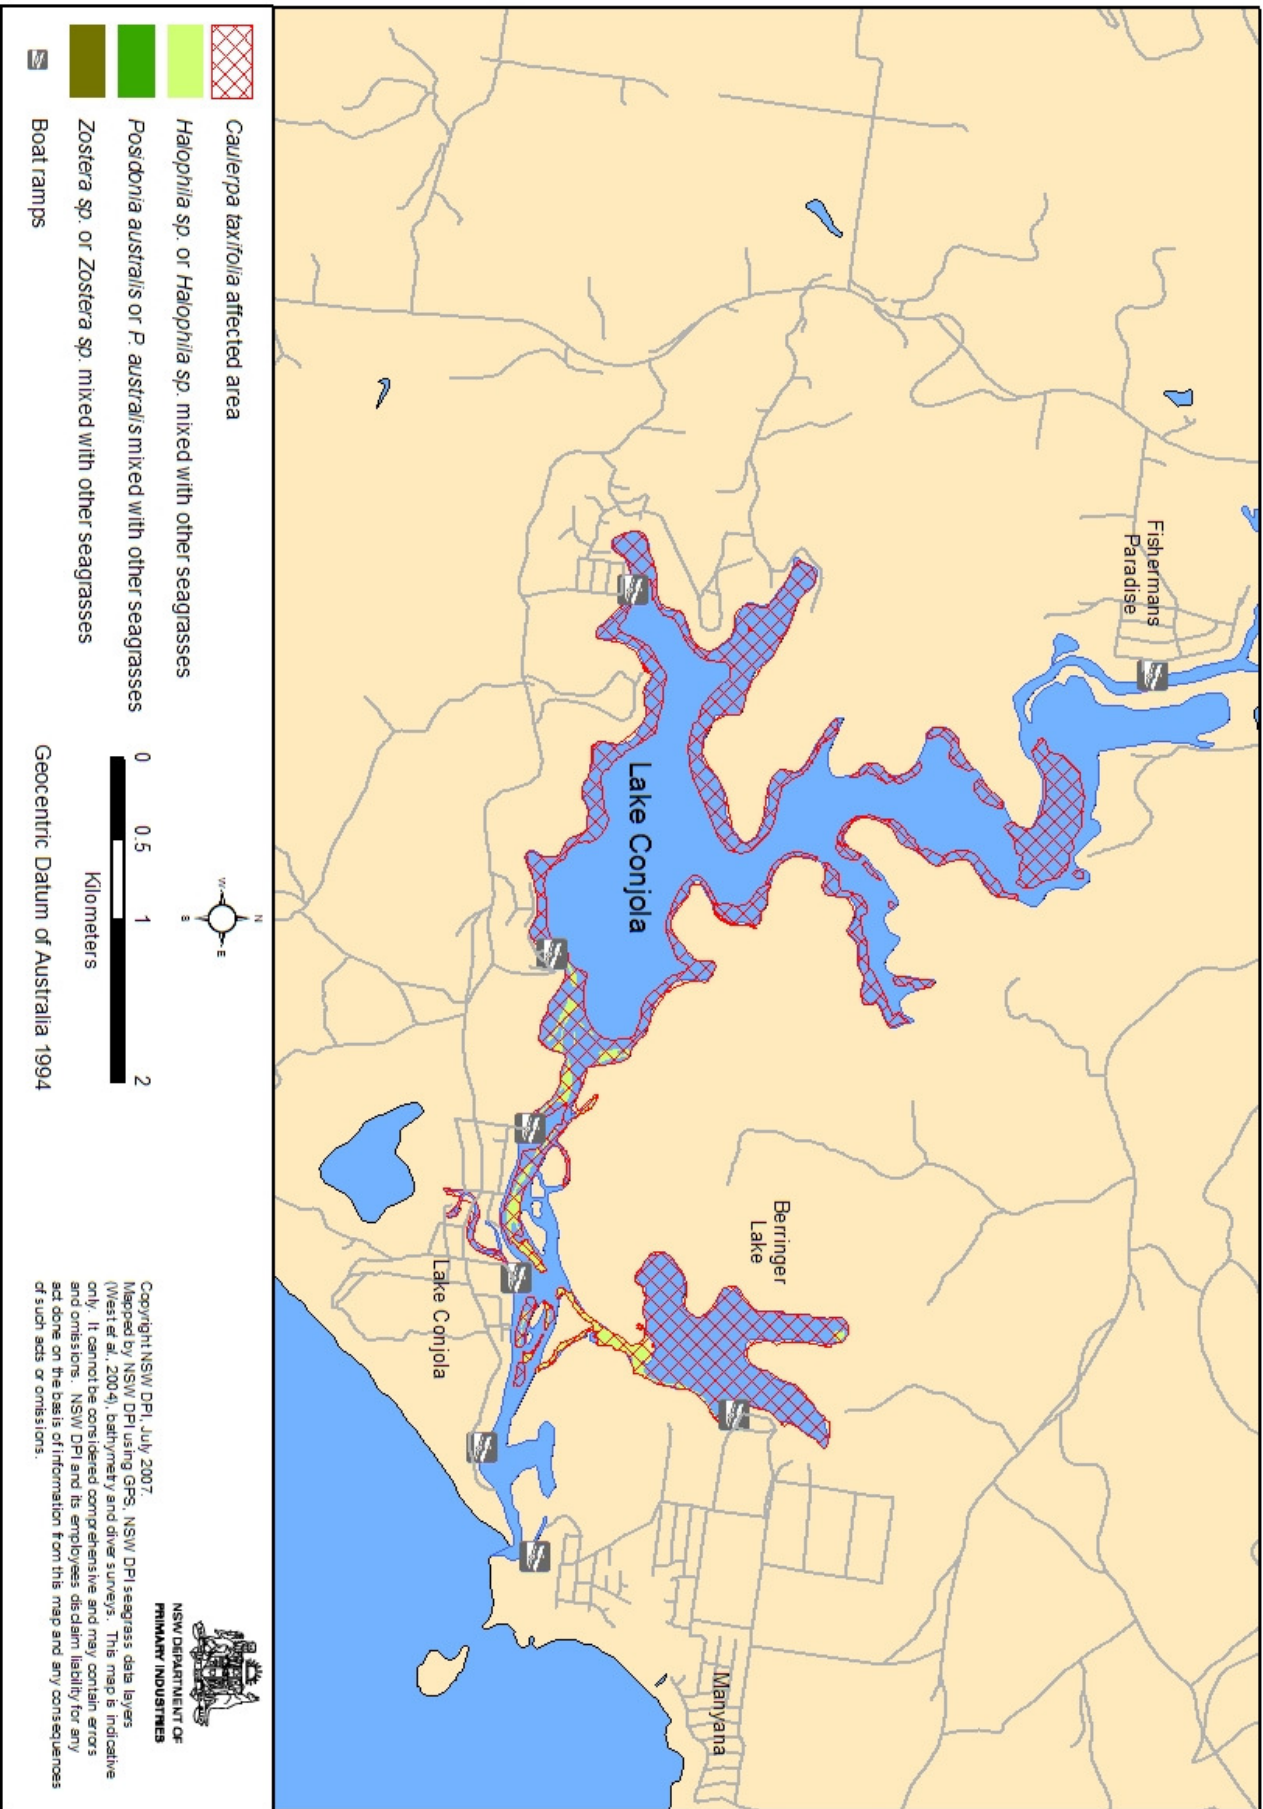 Fishermans
Paradise
Lake Conjola
Berringer
Lake
Lake Conjola
Manyana
Caulerpa taxifolia affected area
Halophila sp. or Halophila sp. mixed with other seagrasses
Posidonia australis or P. australis mixed with other seagrasses
Zostera sp. or Zostera sp. mixed with other seagrasses
Boat ramps
N
W
E
S
0 0.5 1 2
Kilometers
Geocentric Datum of Australia 1994
NSW DEPARTMENT OF
PRIMARY INDUSTRIES
Copyright NSW DPI, July 2007.
Mapped by NSW DPI using GPS, NSW DPI seagrass data layers
(West et al., 2004), bathymetry and diver surveys. This map is indicative
only. It cannot be considered comprehensive and may contain errors
and omissions. NSW DPI and its employees disclaim liability for any
act done on the basis of information from this map and any consequences
of such acts or omissions.